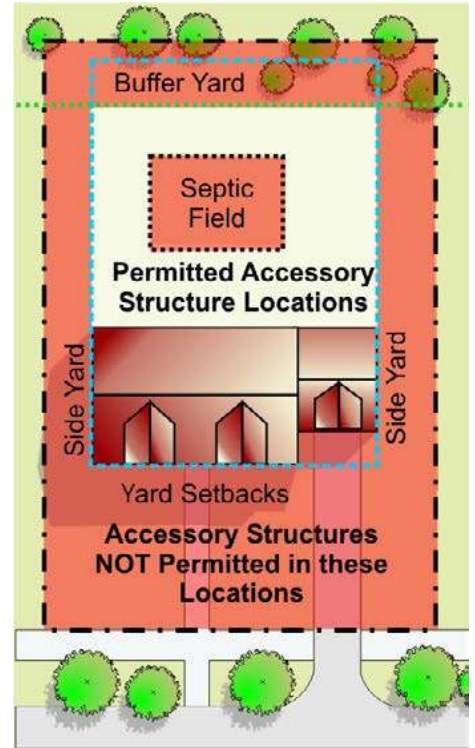 Buffer Yard
Septic
Field
Permitted Accessory
Structure Locations
Side Yard
Side Yard
Yard Setbacks
Accessory Structures
NOT Permitted in these
Locations